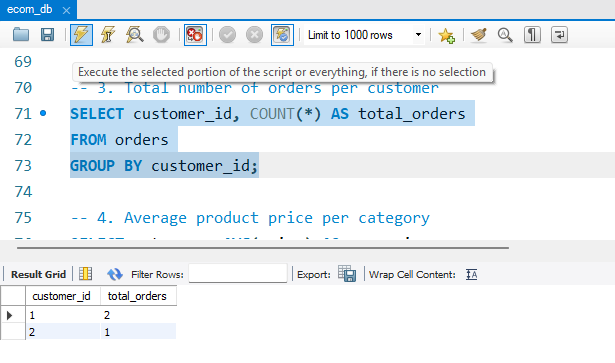 ecom_db
Limit to 1000 rows
69
Execute the selected portion of the script or everything, if there is no selection
70 -- 3. Total number of orders per customer
71 SELECT customer_id, COUNT(*) AS total_orders
72 FROM orders
73 GROUP BY customer_id;
74
75 -- 4. Average product price per category
Result Grid Filter Rows: Export: Wrap Cell Content:
customer_id total_orders
1 2
2 1